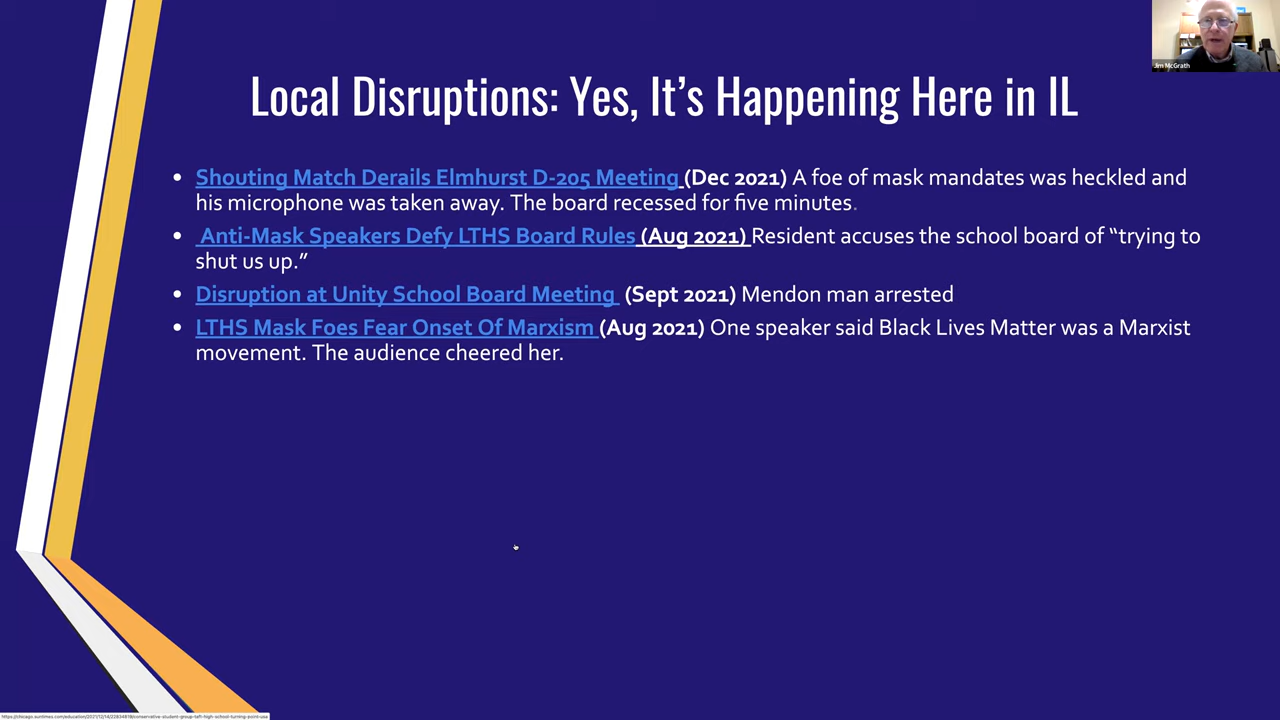 Jim McGrath
Local Disruptions: Yes, It’s Happening Here in IL
• Shouting Match Derails Elmhurst D-205 Meeting (Dec 2021) A foe of mask mandates was heckled and
his microphone was taken away. The board recessed for five minutes.
• Anti-Mask Speakers Defy LTHS Board Rules (Aug 2021) Resident accuses the school board of “trying to
shut us up.”
• Disruption at Unity School Board Meeting (Sept 2021) Mendon man arrested
• LTHS Mask Foes Fear Onset Of Marxism (Aug 2021) One speaker said Black Lives Matter was a Marxist
movement. The audience cheered her.